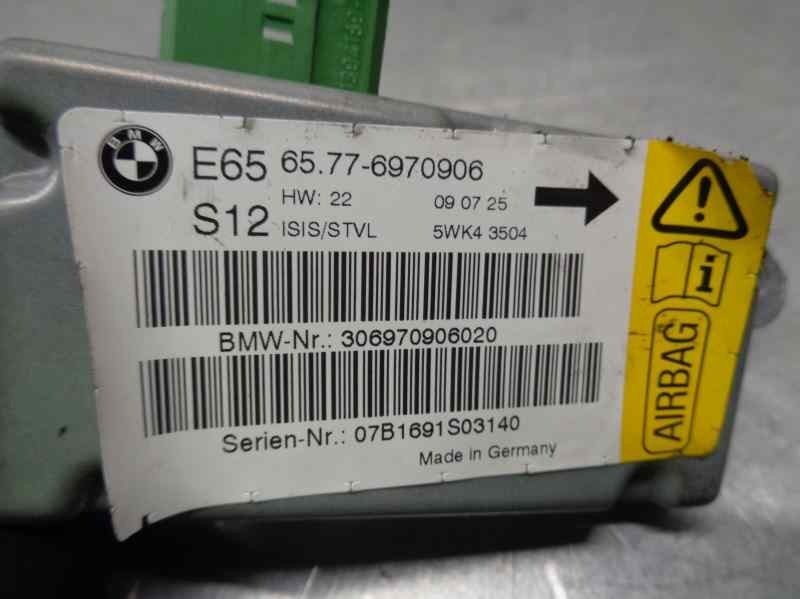 BMW
E65 65.77-6970906
HW: 22 09 07 25
S12 ISIS/STVL 5WK4 3504
BMW-Nr.: 306970906020
Serien-Nr.: 07B1691S03140
Made in Germany
AIRBAG